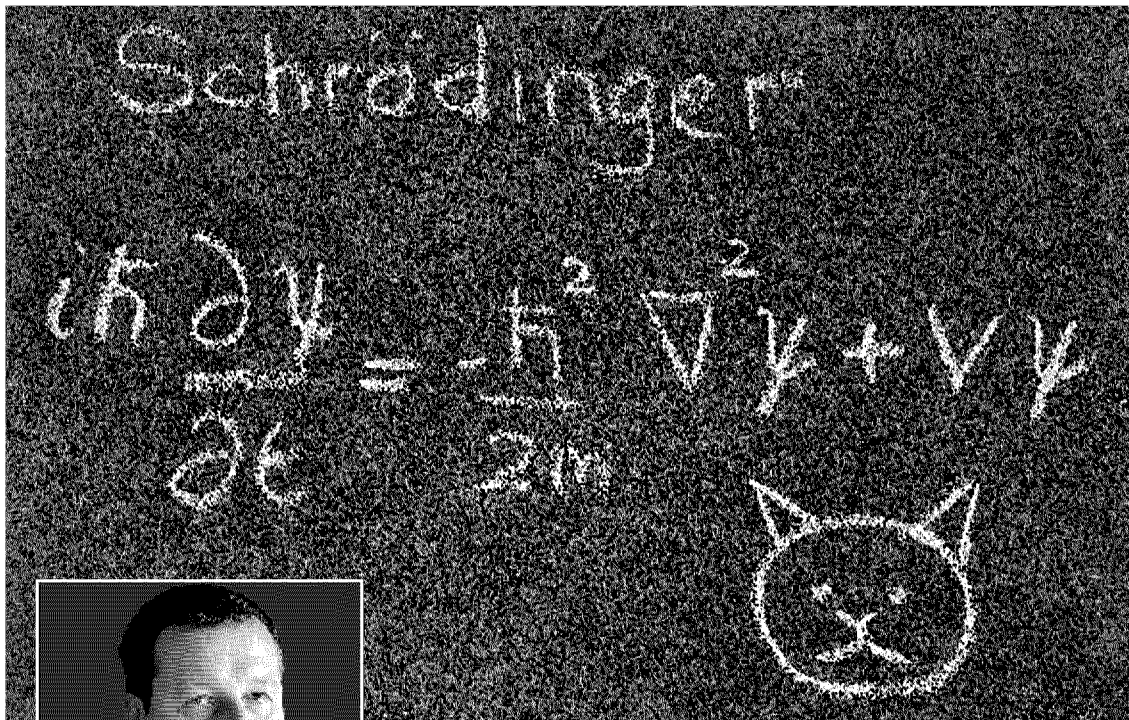 Schrödinger
iħ ∂ψ/∂t = - ħ²/2m ∇²ψ + Vψ